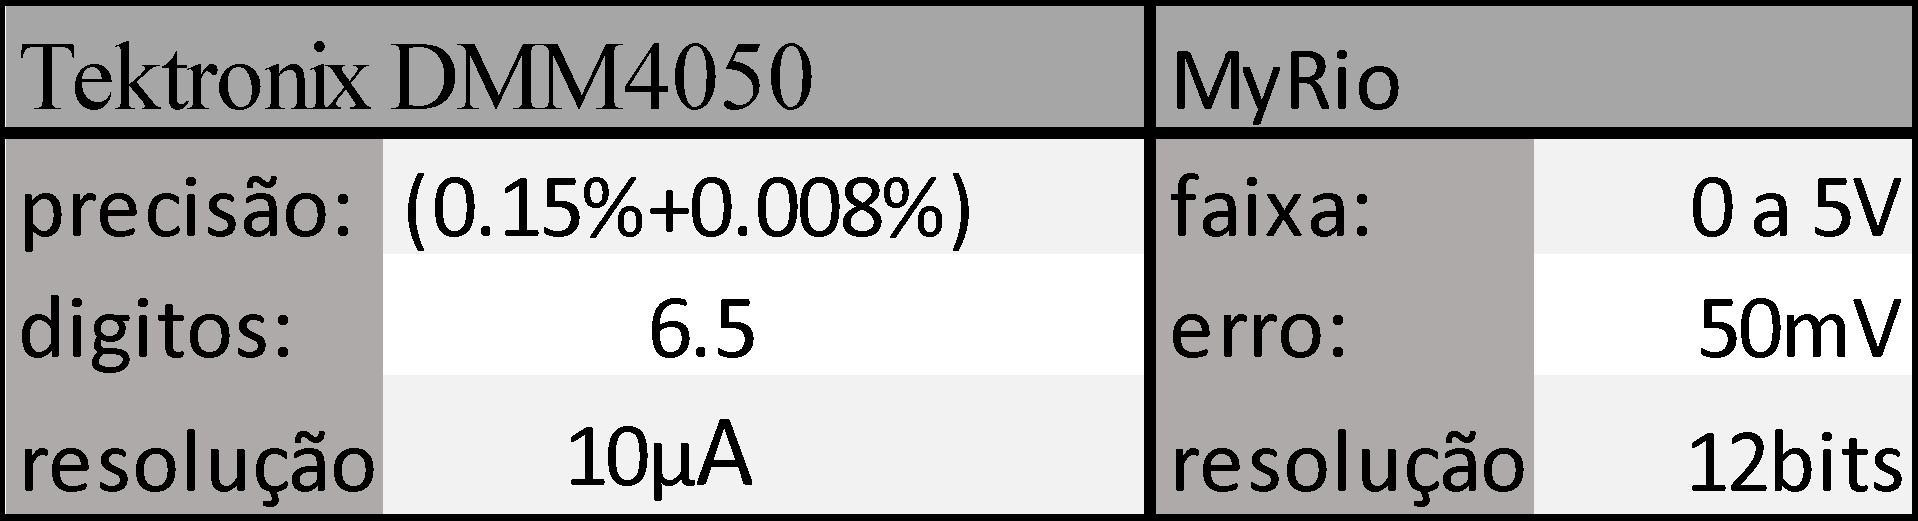 Tektronix DMM4050 MyRio
precisão: (0.15%+0.008%) faixa: 0 a 5V
digitos: 6.5 erro: 50mV
resolução 10µA resolução 12bits